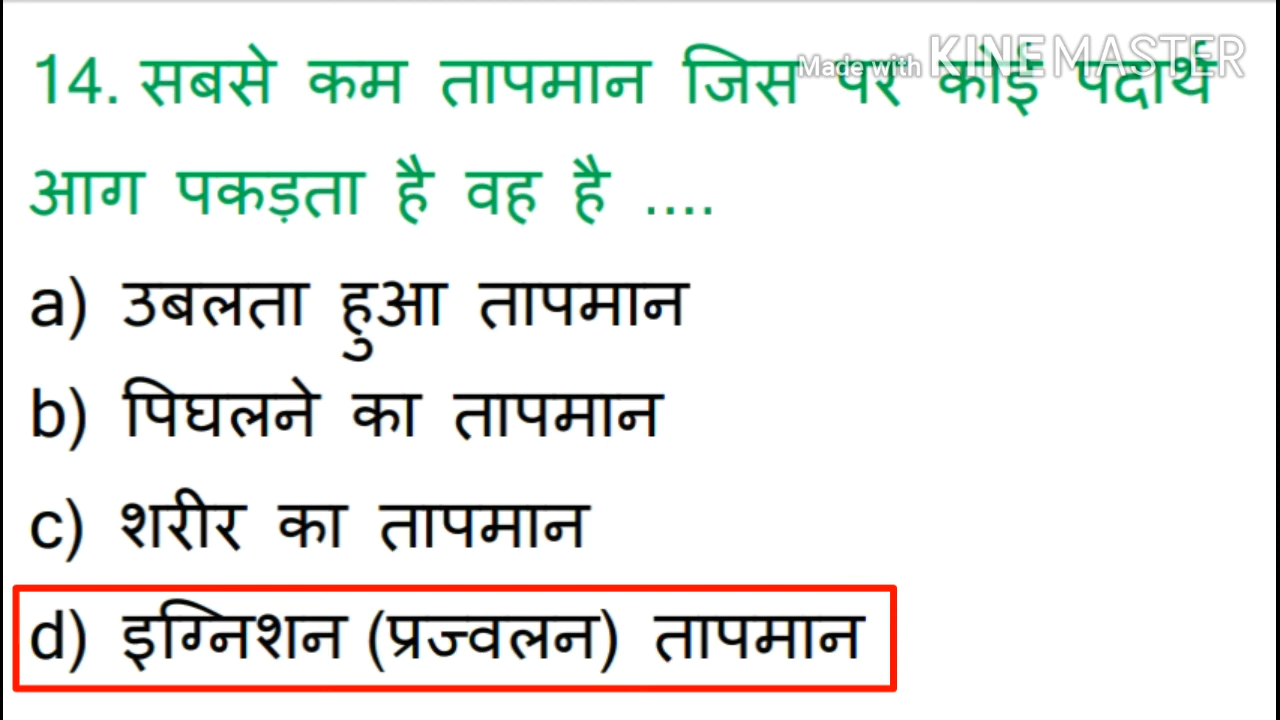 14. सबसे कम तापमान जिस पर कोई पदार्थ
Made with KINEMASTER
आग पकड़ता है वह है ....
a) उबलता हुआ तापमान
b) पिघलने का तापमान
c) शरीर का तापमान
d) इग्निशन (प्रज्वलन) तापमान